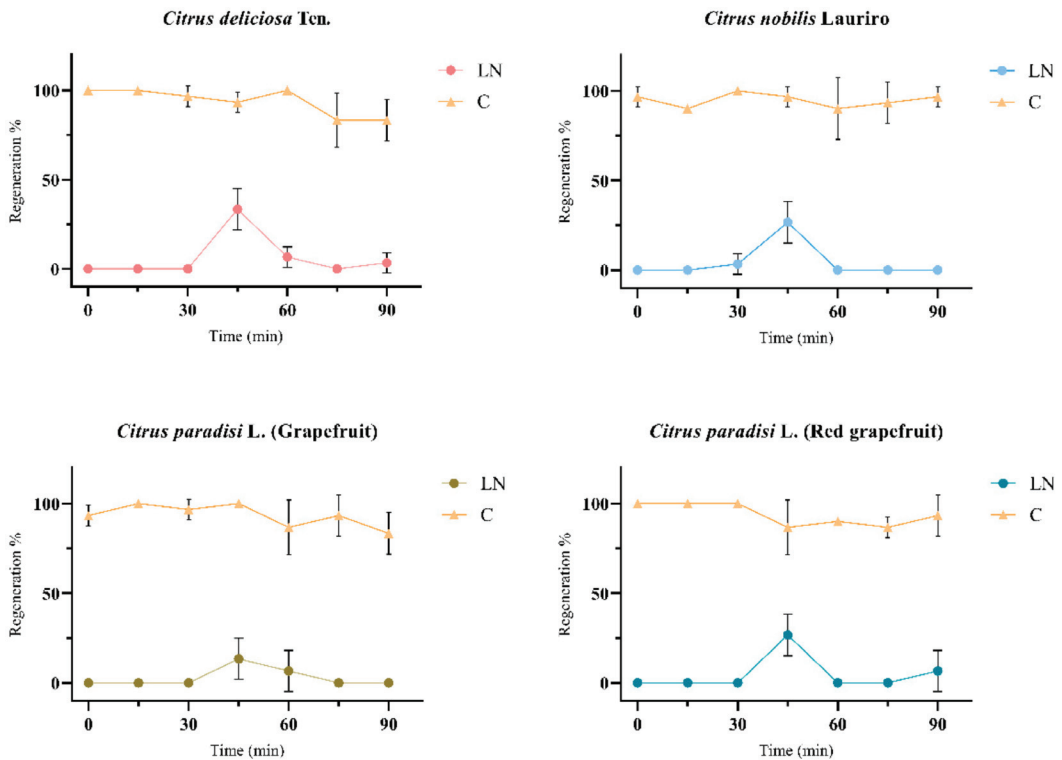 Citrus deliciosa Ten.
LN
C
100
50
0
Regeneration %
0 30 60 90
Time (min)
Citrus nobilis Lauriro
LN
C
100
50
0
Regeneration %
0 30 60 90
Time (min)
Citrus paradisi L. (Grapefruit)
LN
C
100
50
0
Regeneration %
0 30 60 90
Time (min)
Citrus paradisi L. (Red grapefruit)
LN
C
100
50
0
Regeneration %
0 30 60 90
Time (min)